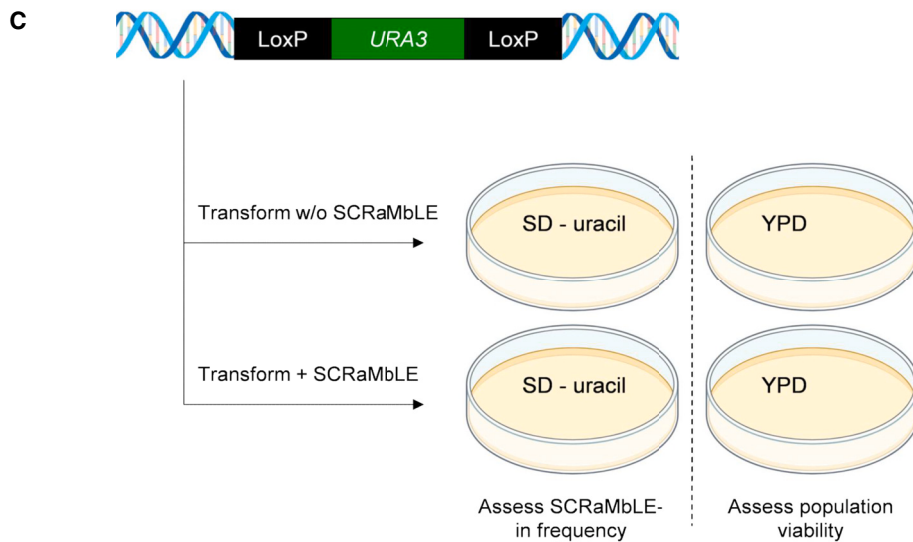 C
LoxP URA3 LoxP
Transform w/o SCRaMbLE
SD - uracil
YPD
Transform + SCRaMbLE
SD - uracil
YPD
Assess SCRaMbLE-
in frequency
Assess population
viability